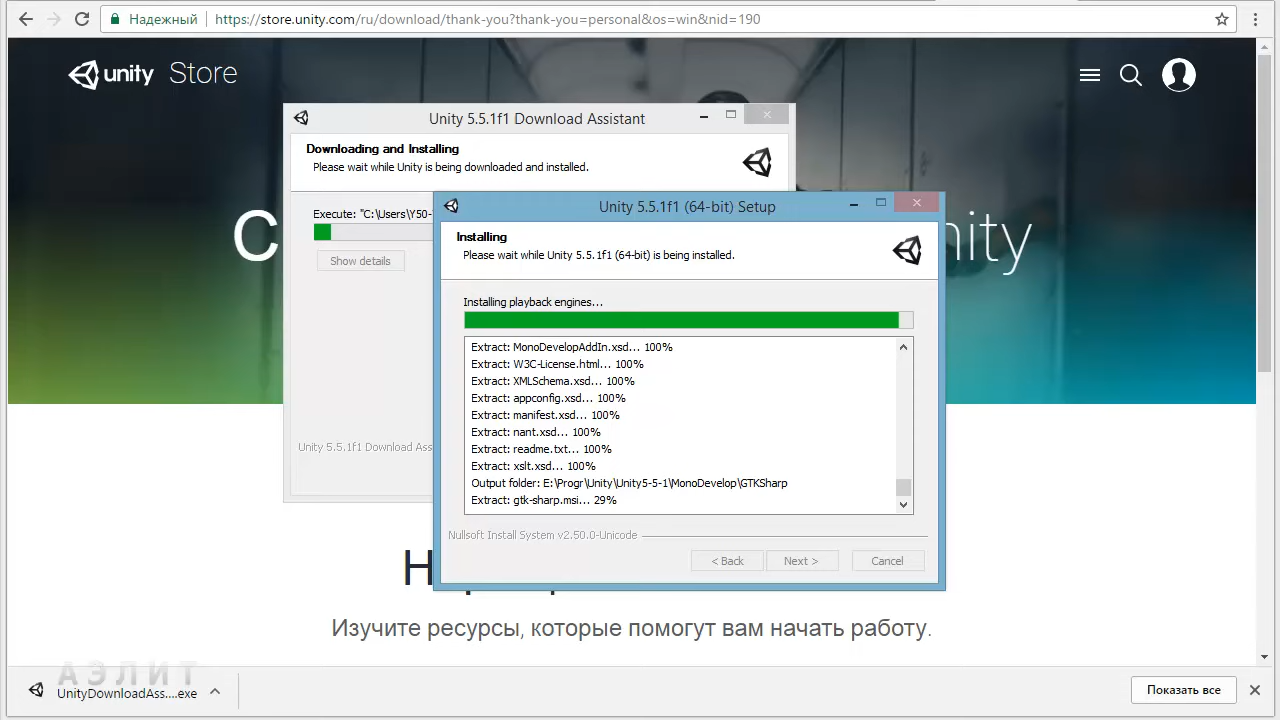 Надежный
https://store.unity.com/ru/download/thank-you?thank-you=personal&os=win&nid=190
unity Store
Unity 5.5.1f1 Download Assistant
Downloading and Installing
Please wait while Unity is being downloaded and installed.
Execute: "C:\Users\Y50-
Show details
Unity 5.5.1f1 Download Ass
Unity 5.5.1f1 (64-bit) Setup
Installing
Please wait while Unity 5.5.1f1 (64-bit) is being installed.
Installing playback engines...
Extract: MonoDevelopAddIn.xsd... 100%
Extract: W3C-License.html... 100%
Extract: XMLSchema.xsd... 100%
Extract: appconfig.xsd... 100%
Extract: manifest.xsd... 100%
Extract: nant.xsd... 100%
Extract: readme.txt... 100%
Extract: xslt.xsd... 100%
Output folder: E:\Progr\Unity\Unity5-5-1\MonoDevelop\GTKSharp
Extract: gtk-sharp.msi... 29%
Nullsoft Install System v2.50.0-Unicode
< Back
Next >
Cancel
Изучите ресурсы, которые помогут вам начать работу.
АЭЛИТ
UnityDownloadAss....exe
Показать все